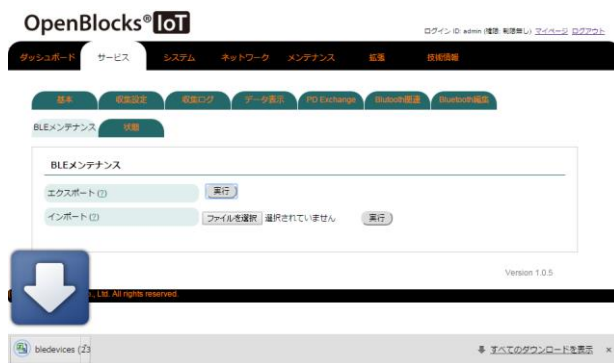 OpenBlocks® IoT
ログイン ID: admin (権限: 制限無し) マイページ ログアウト
ダッシュボード サービス システム ネットワーク メンテナンス 拡張 技術情報
基本 収集設定 収集ログ データ表示 PD Exchange Blutooth関連 Bluetooth編集
BLEメンテナンス 状態
BLEメンテナンス
エクスポート (?) 実行
インポート (?) ファイルを選択 選択されていません 実行
Version 1.0.5
., Ltd. All rights reserved.
bledevices ( すべてのダウンロードを表示 ×